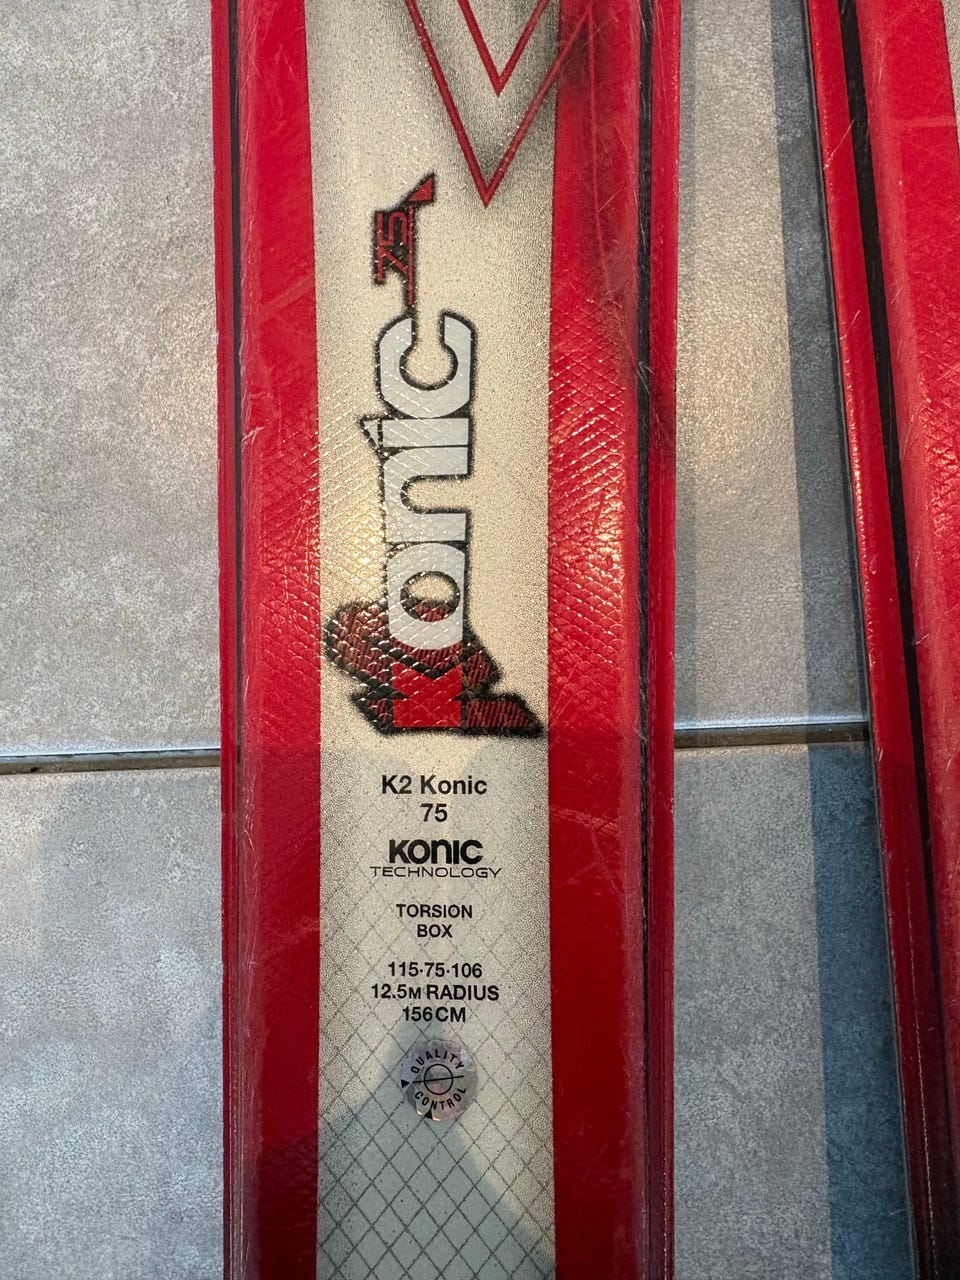 Konic 75
K2 Konic
75
KONIC
TECHNOLOGY
TORSION
BOX
115·75·106
12.5M RADIUS
156CM
QUALITY
CONTROL